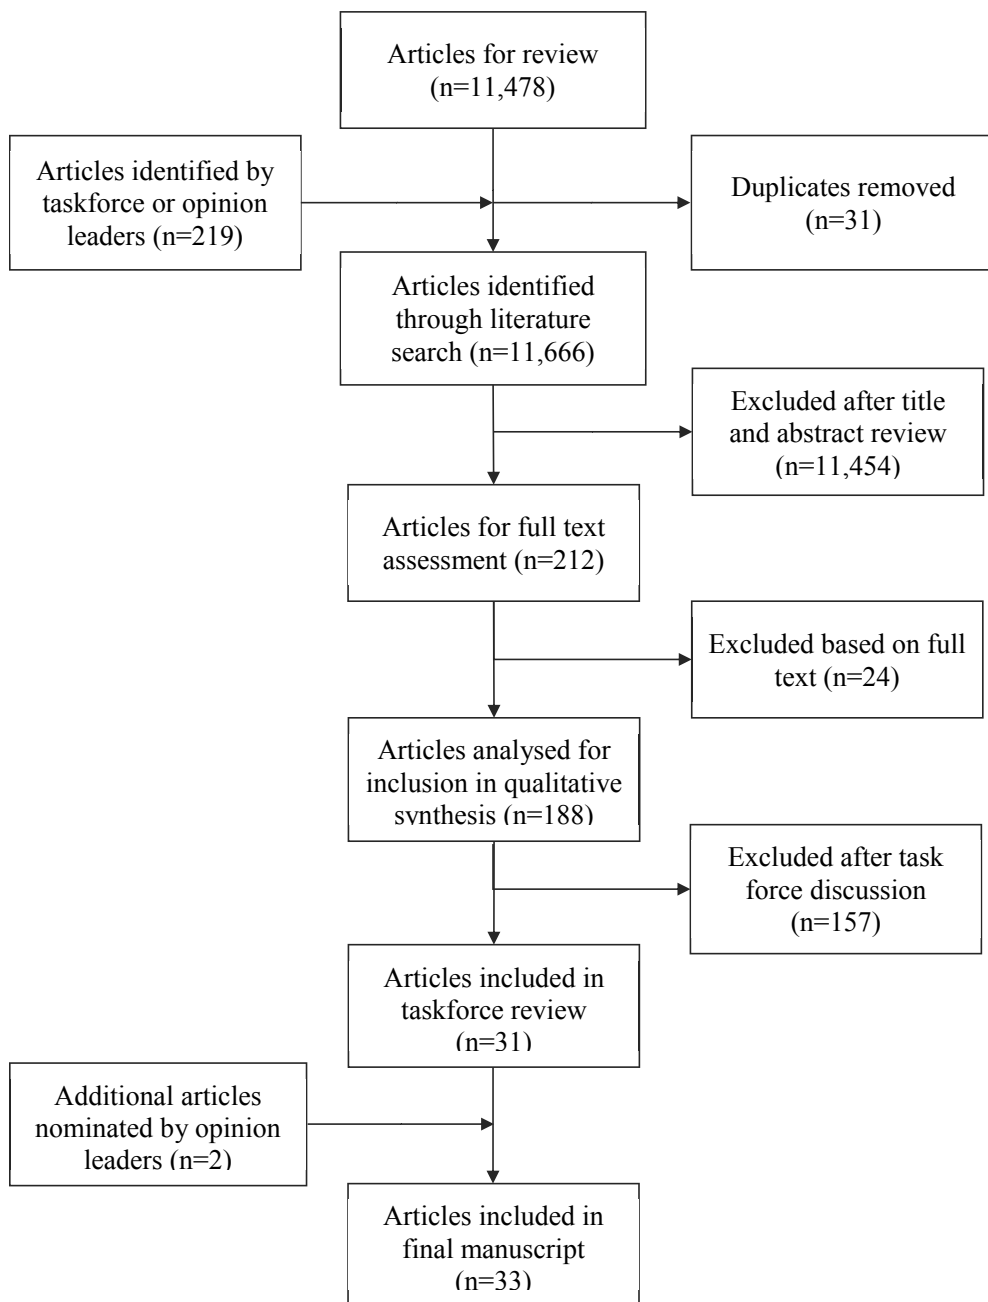 Articles for review
(n=11,478)
Articles identified by
taskforce or opinion
leaders (n=219)
Duplicates removed
(n=31)
Articles identified
through literature
search (n=11,666)
Excluded after title
and abstract review
(n=11,454)
Articles for full text
assessment (n=212)
Excluded based on full
text (n=24)
Articles analysed for
inclusion in qualitative
synthesis (n=188)
Excluded after task
force discussion
(n=157)
Articles included in
taskforce review
(n=31)
Additional articles
nominated by opinion
leaders (n=2)
Articles included in
final manuscript
(n=33)